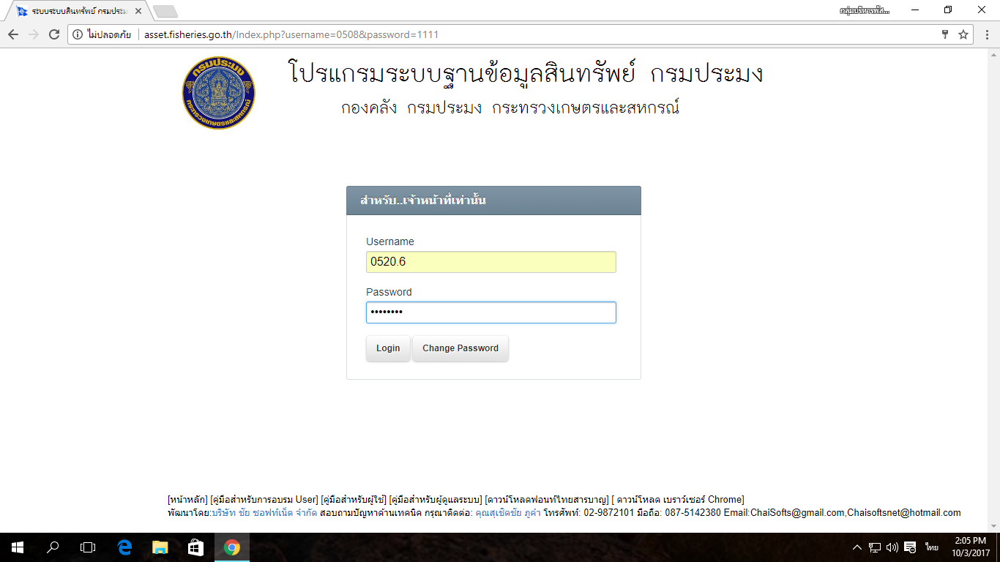 ระบบระบบสินทรัพย์ กรมประม
ไม่ปลอดภัย
asset.fisheries.go.th/Index.php?username=0508&password=1111
กรมประมง
กระทรวงเกษตรและสหกรณ์
โปรแกรมระบบฐานข้อมูลสินทรัพย์ กรมประมง
กองคลัง กรมประมง กระทรวงเกษตรและสหกรณ์
สำหรับ..เจ้าหน้าที่เท่านั้น
Username
0520.6
Password
••••••••
Login Change Password
[หน้าหลัก] [คู่มือสำหรับการอบรม User] [คู่มือสำหรับผู้ใช้] [คู่มือสำหรับผู้ดูแลระบบ] [ดาวน์โหลดฟอนท์ไทยสารบาญ] [ ดาวน์โหลด เบราว์เซอร์ Chrome]
พัฒนาโดย:บริษัท ชัย ซอฟท์เน็ต จำกัด สอบถามปัญหาด้านเทคนิค กรุณาติดต่อ: คุณสุเชิดชัย ภูคำ โทรศัพท์: 02-9872101 มือถือ: 087-5142380 Email:ChaiSofts@gmail.com,Chaisoftsnet@hotmail.com
ไทย
2:05 PM
10/3/2017